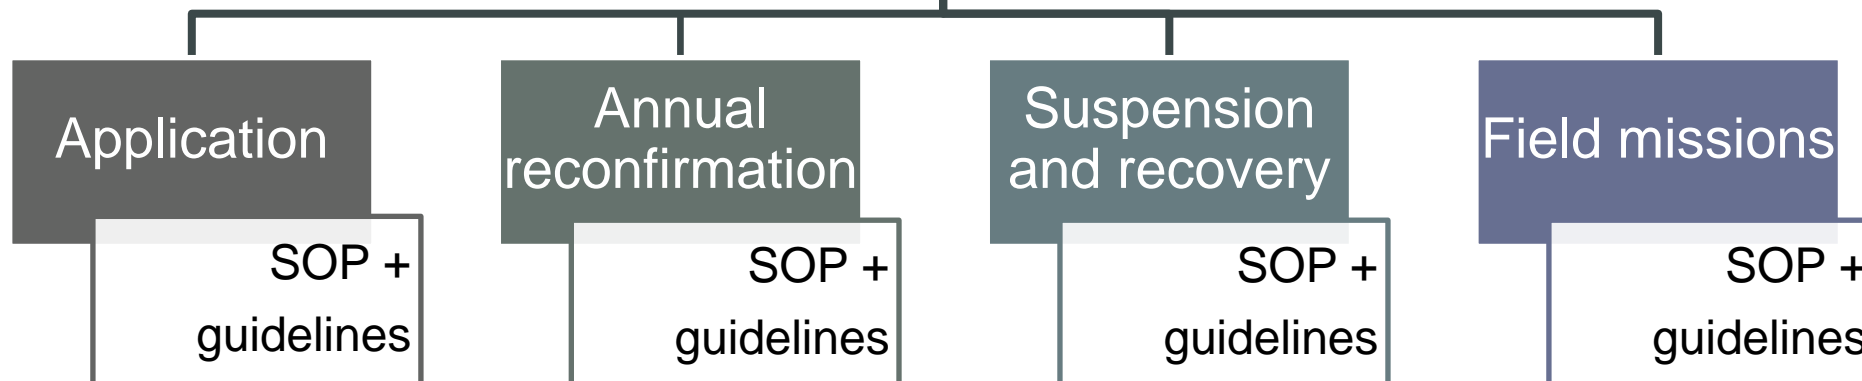 Application
Annual
reconfirmation
Suspension
and recovery
Field missions
SOP +
guidelines
SOP +
guidelines
SOP +
guidelines
SOP +
guidelines